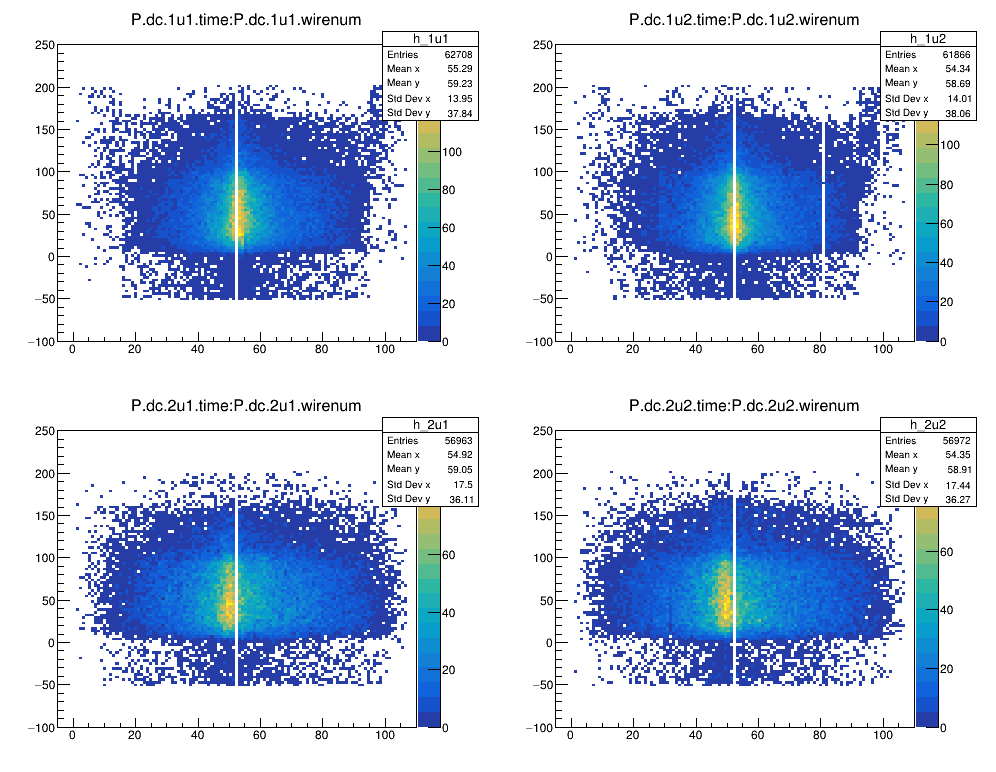 P.dc.1u1.time:P.dc.1u1.wirenum
h_1u1
Entries 62708
Mean x 55.29
Mean y 59.23
Std Dev x 13.95
Std Dev y 37.84
250
200
150
100
50
0
−50
−100
0 20 40 60 80 100
100
80
60
40
20
0
P.dc.1u2.time:P.dc.1u2.wirenum
h_1u2
Entries 61866
Mean x 54.34
Mean y 58.69
Std Dev x 14.01
Std Dev y 38.06
250
200
150
100
50
0
−50
−100
0 20 40 60 80 100
100
80
60
40
20
0
P.dc.2u1.time:P.dc.2u1.wirenum
h_2u1
Entries 56963
Mean x 54.92
Mean y 59.05
Std Dev x 17.5
Std Dev y 36.11
250
200
150
100
50
0
−50
−100
0 20 40 60 80 100
60
40
20
0
P.dc.2u2.time:P.dc.2u2.wirenum
h_2u2
Entries 56972
Mean x 54.35
Mean y 58.91
Std Dev x 17.44
Std Dev y 36.27
250
200
150
100
50
0
−50
−100
0 20 40 60 80 100
60
40
20
0